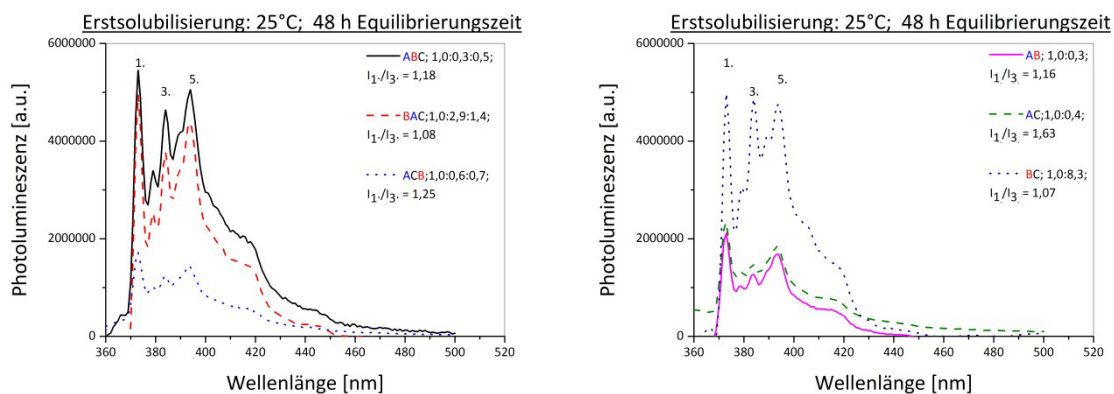 Erstsolubilisierung: 25°C; 48 h Equilibrierungszeit
6000000
4000000
2000000
0
Photolumineszenz [a.u.]
1.
3.
5.
ABC; 1,0:0,3:0,5;
I1./I3. = 1,18
BAC;1,0:2,9:1,4;
I1./I3. = 1,08
ACB;1,0:0,6:0,7;
I1./I3. = 1,25
360 380 400 420 440 460 480 500 520
Wellenlänge [nm]
Erstsolubilisierung: 25°C; 48 h Equilibrierungszeit
6000000
4000000
2000000
0
Photolumineszenz [a.u.]
1.
3.
5.
AB; 1,0:0,3;
I1./I3. = 1,16
AC;1,0:0,4;
I1./I3. = 1,63
BC; 1,0:8,3;
I1./I3. = 1,07
360 380 400 420 440 460 480 500 520
Wellenlänge [nm]